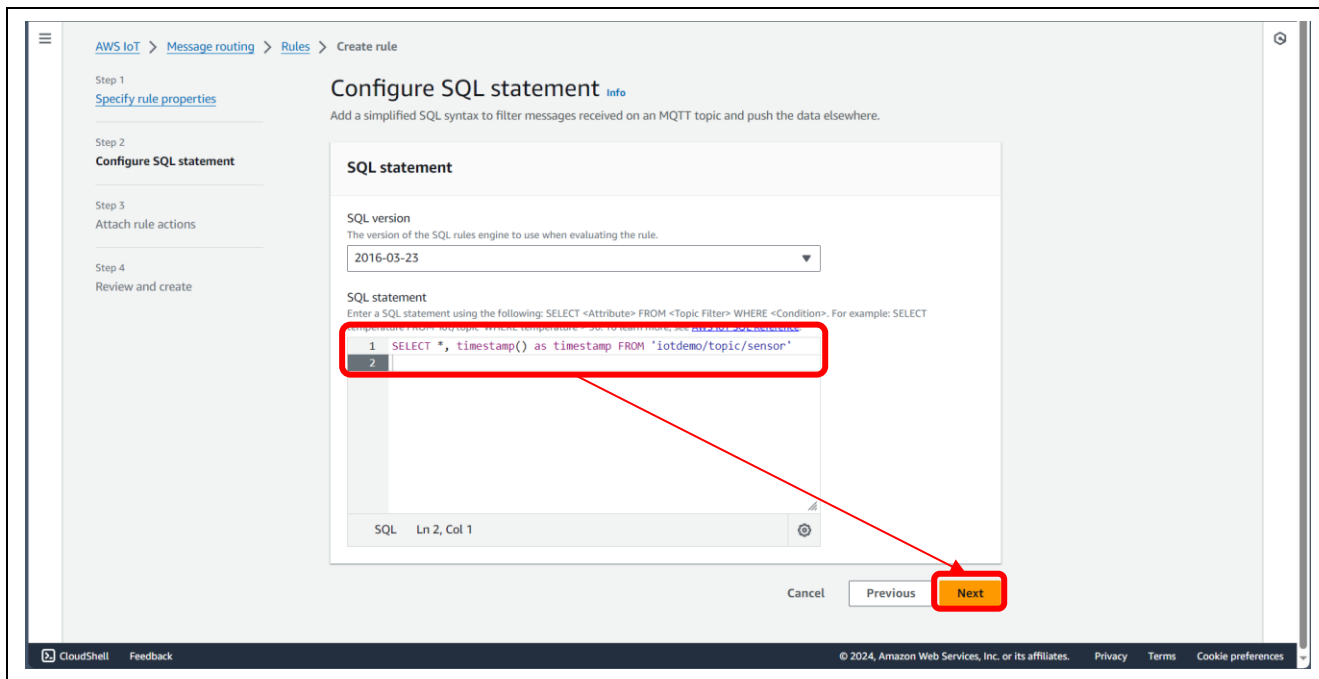 AWS IoT > Message routing > Rules > Create rule
Step 1
Specify rule properties
Step 2
Configure SQL statement
Step 3
Attach rule actions
Step 4
Review and create
Configure SQL statement Info
Add a simplified SQL syntax to filter messages received on an MQTT topic and push the data elsewhere.
SQL statement
SQL version
The version of the SQL rules engine to use when evaluating the rule.
2016-03-23
SQL statement
Enter a SQL statement using the following: SELECT <Attribute> FROM <Topic Filter> WHERE <Condition>. For example: SELECT
1 SELECT *, timestamp() as timestamp FROM 'iotdemo/topic/sensor'
2
SQL Ln 2, Col 1
Cancel Previous Next
CloudShell Feedback © 2024, Amazon Web Services, Inc. or its affiliates. Privacy Terms Cookie preferences